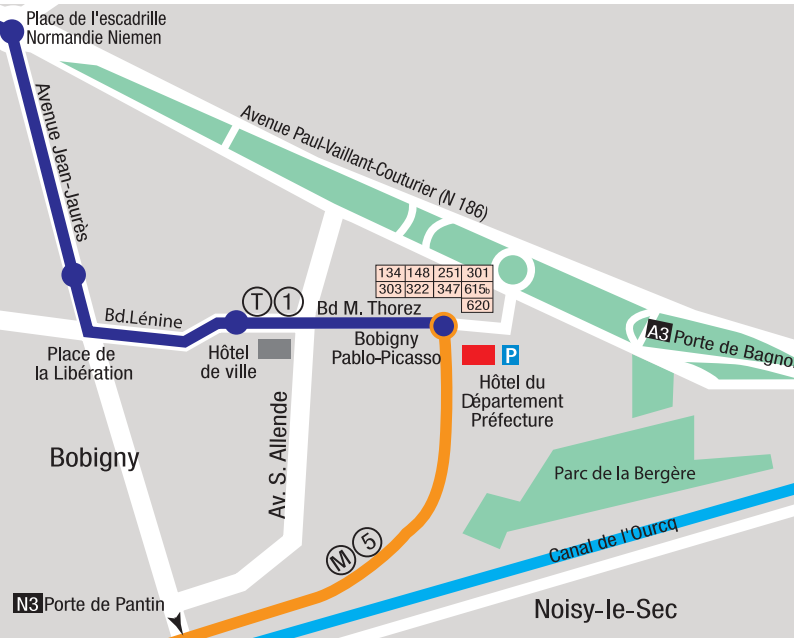 Place de l'escadrille
Normandie Niemen
Avenue Jean-Jaurès
Avenue Paul-Vaillant-Couturier (N 186)
134 148 251 301
303 322 347 615b
620
T 1
Bd M. Thorez
Bd.Lénine
A3 Porte de Bagnol
Place de
la Libération
Hôtel
de ville
Bobigny
Pablo-Picasso
P
Hôtel du
Département
Préfecture
Av. S. Allende
Bobigny
Parc de la Bergère
Canal de l'Ourcq
M 5
N3 Porte de Pantin
Noisy-le-Sec